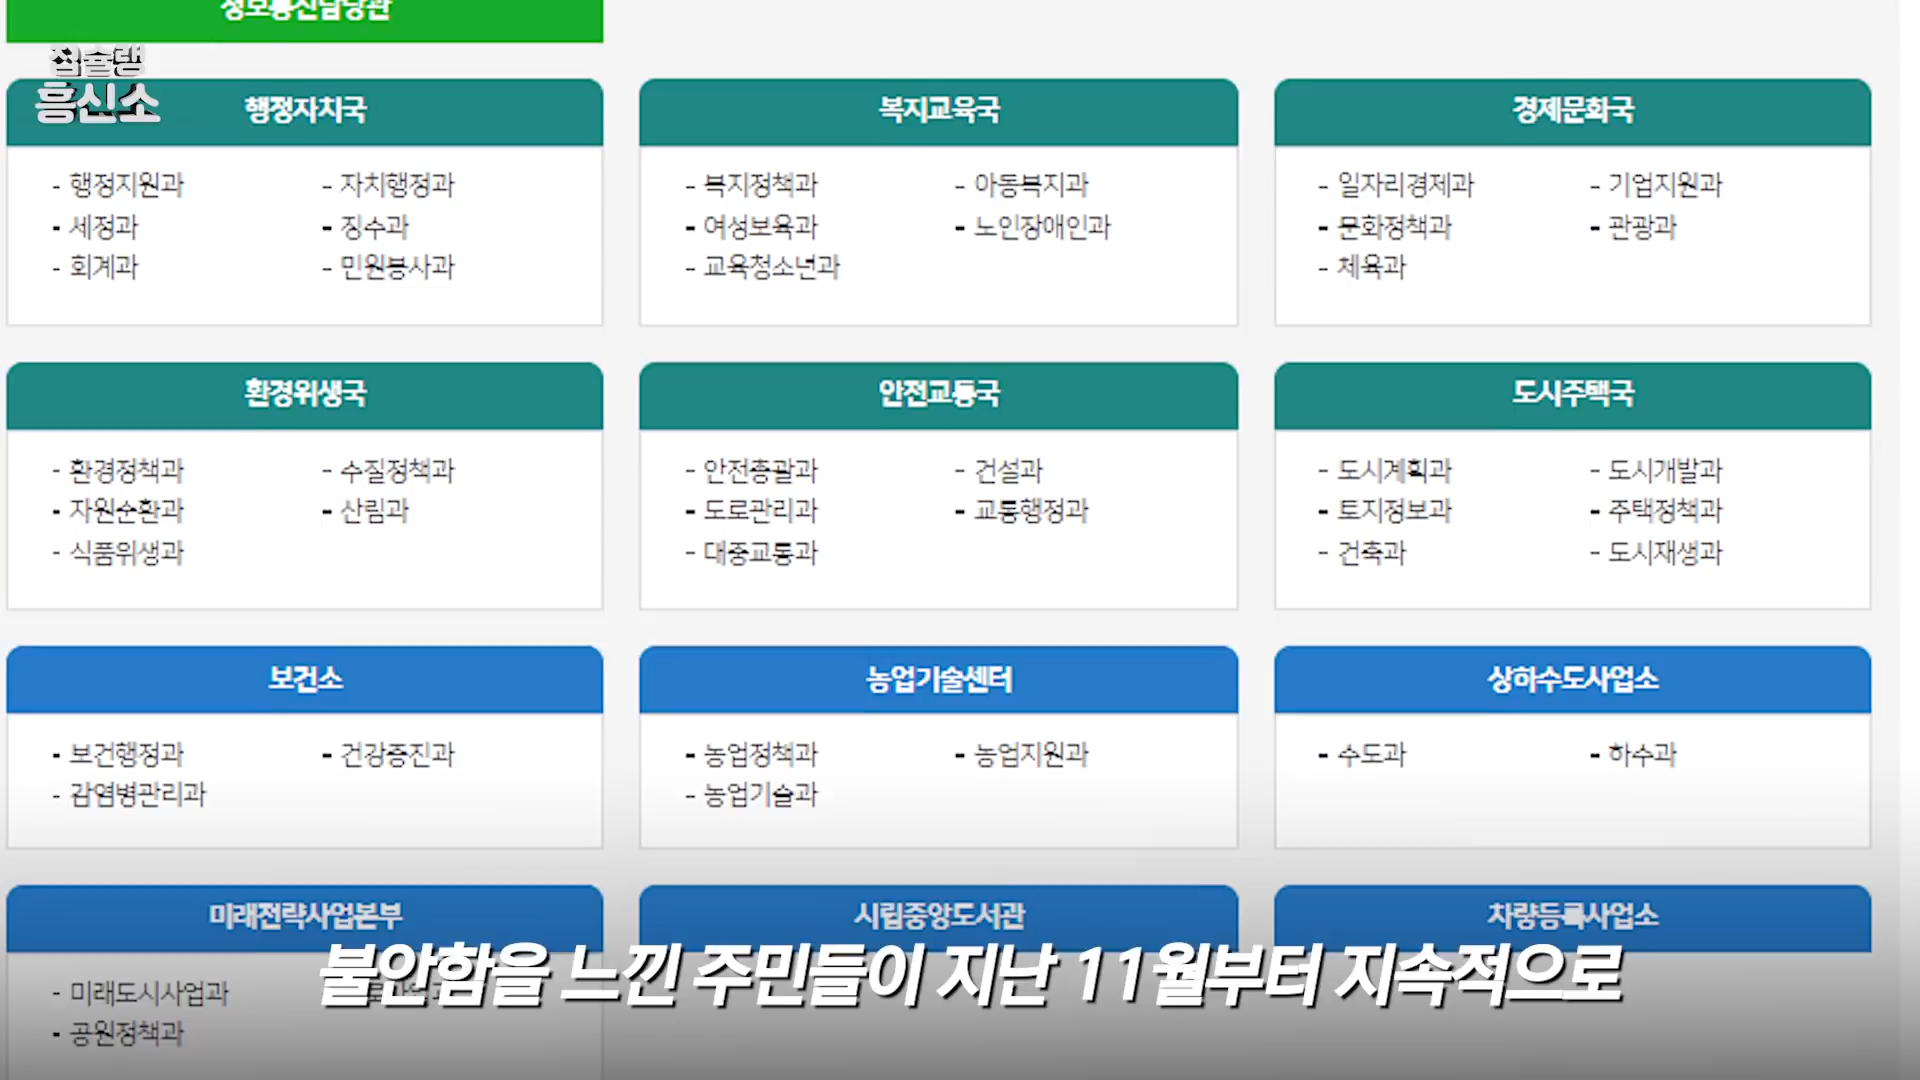 정보통신담당관
집슐랭
흥신소
행정자치국
- 행정지원과 - 자치행정과
- 세정과 - 징수과
- 회계과 - 민원봉사과
복지교육국
- 복지정책과 - 아동복지과
- 여성보육과 - 노인장애인과
- 교육청소년과
경제문화국
- 일자리경제과 - 기업지원과
- 문화정책과 - 관광과
- 체육과
환경위생국
- 환경정책과 - 수질정책과
- 자원순환과 - 산림과
- 식품위생과
안전교통국
- 안전총괄과 - 건설과
- 도로관리과 - 교통행정과
- 대중교통과
도시주택국
- 도시계획과 - 도시개발과
- 토지정보과 - 주택정책과
- 건축과 - 도시재생과
보건소
- 보건행정과 - 건강증진과
- 감염병관리과
농업기술센터
- 농업정책과 - 농업지원과
- 농업기술과
상하수도사업소
- 수도과 - 하수과
미래전략사업본부
- 미래도시사업과
- 공원정책과
시립중앙도서관
차량등록사업소
불안함을 느낀 주민들이 지난 11월부터 지속적으로